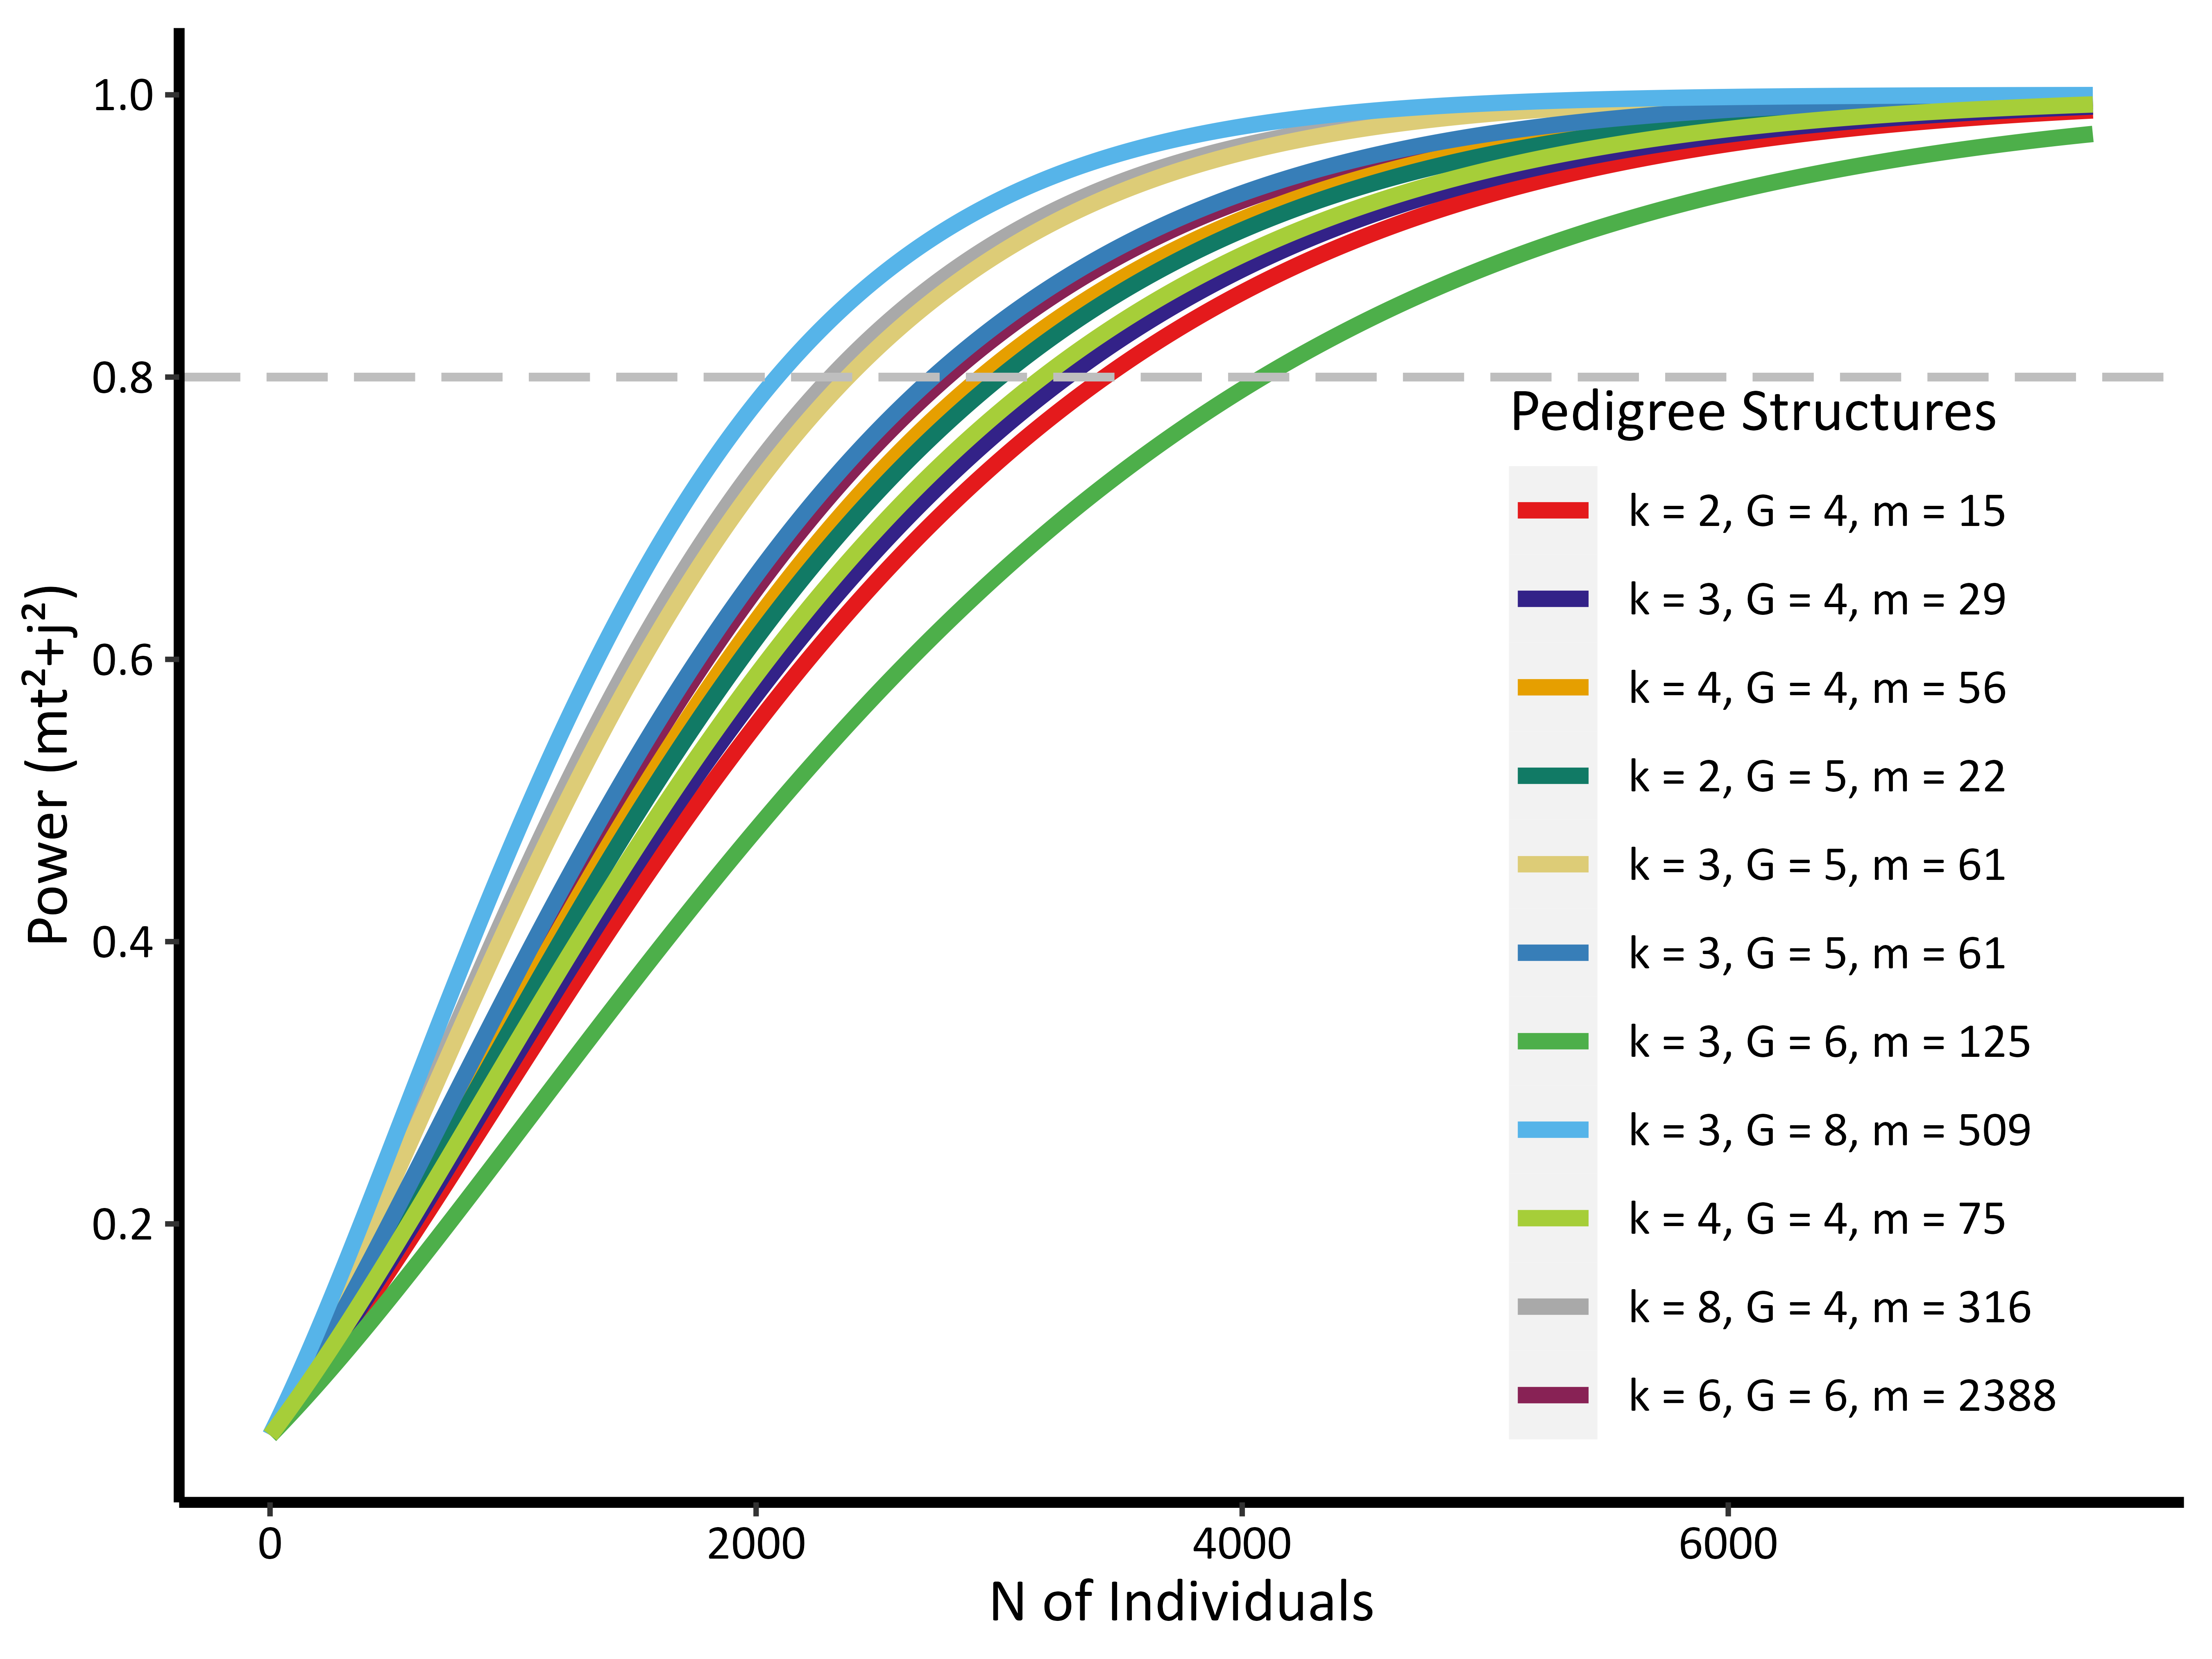 1.0
0.8
0.6
0.4
0.2
Power (mt²+j²)
0
2000
4000
6000
N of Individuals
Pedigree Structures
k = 2, G = 4, m = 15
k = 3, G = 4, m = 29
k = 4, G = 4, m = 56
k = 2, G = 5, m = 22
k = 3, G = 5, m = 61
k = 3, G = 5, m = 61
k = 3, G = 6, m = 125
k = 3, G = 8, m = 509
k = 4, G = 4, m = 75
k = 8, G = 4, m = 316
k = 6, G = 6, m = 2388